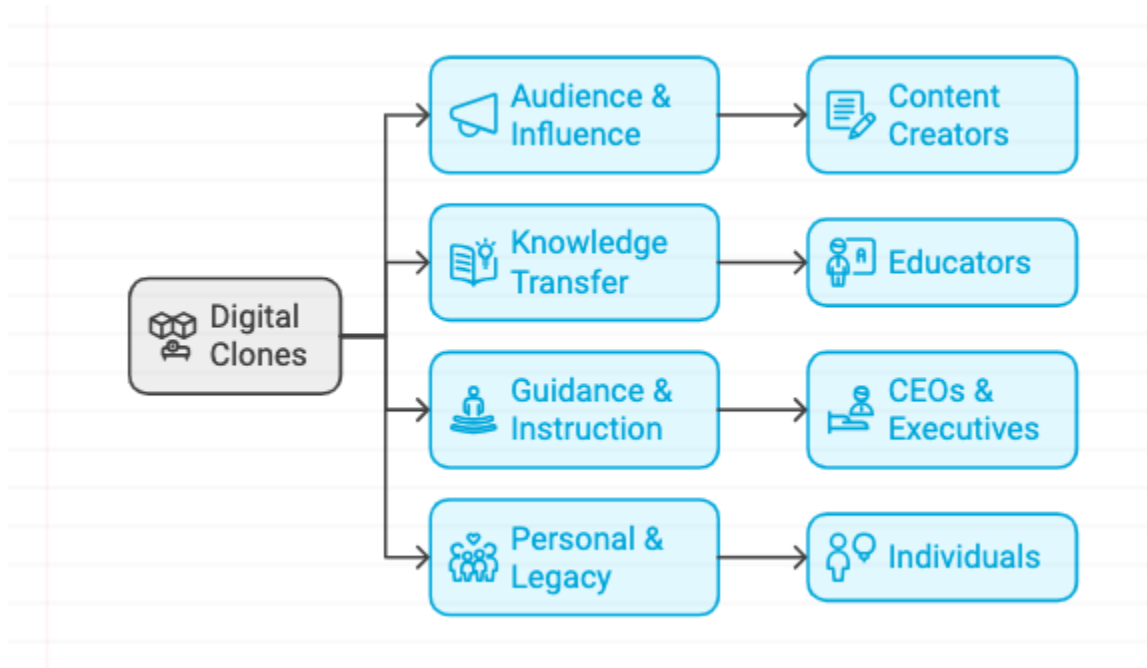 Audience &
Influence
Content
Creators
Knowledge
Transfer
Educators
Digital
Clones
Guidance &
Instruction
CEOs &
Executives
Personal &
Legacy
Individuals